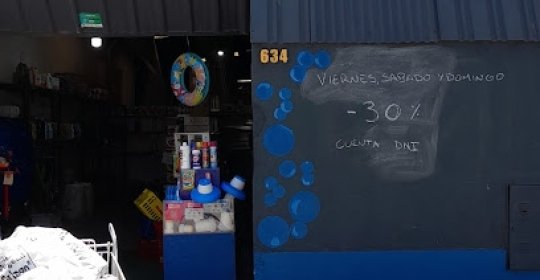 634
VIERNES, SABADO Y DOMINGO
-30%
CUENTA DNI